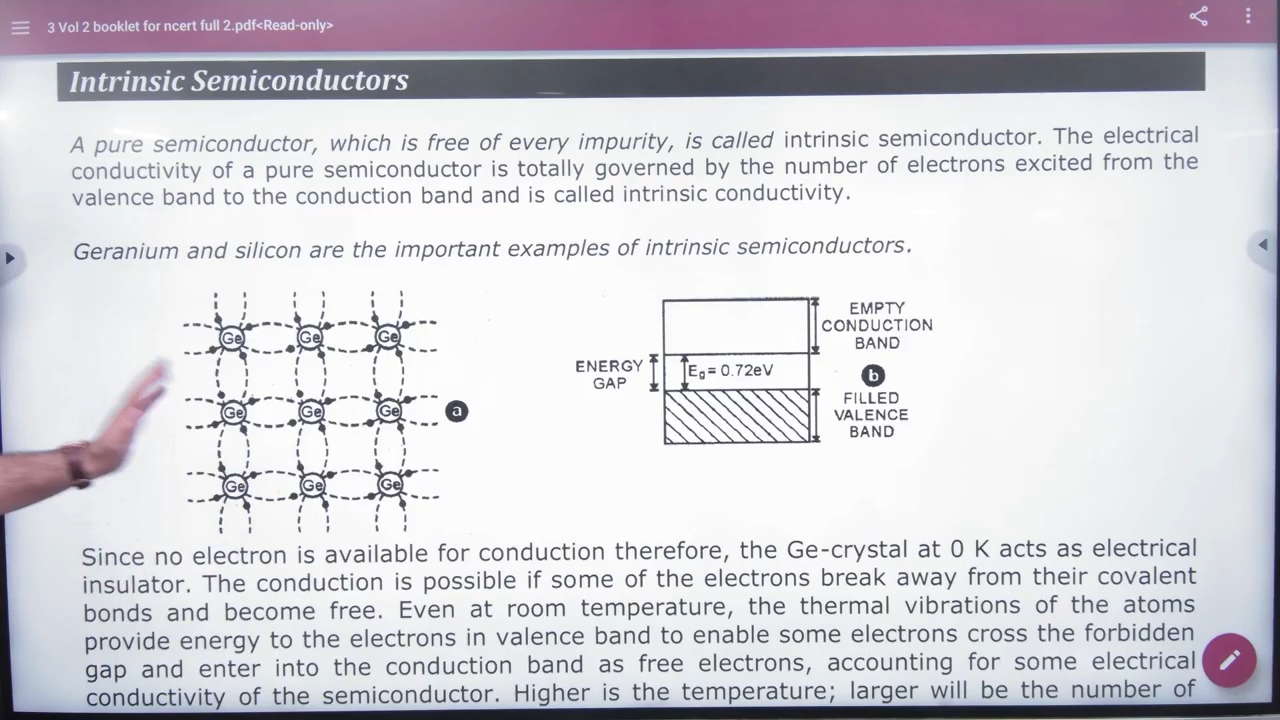 3 Vol 2 booklet for ncert full 2.pdf<Read-only>
Intrinsic Semiconductors
A pure semiconductor, which is free of every impurity, is called intrinsic semiconductor. The electrical
conductivity of a pure semiconductor is totally governed by the number of electrons excited from the
valence band to the conduction band and is called intrinsic conductivity.
Geranium and silicon are the important examples of intrinsic semiconductors.
Ge Ge Ge
Ge Ge Ge
Ge Ge Ge
a
EMPTY
CONDUCTION
BAND
ENERGY
GAP
Eg = 0.72eV
b
FILLED
VALENCE
BAND
Since no electron is available for conduction therefore, the Ge-crystal at 0 K acts as electrical
insulator. The conduction is possible if some of the electrons break away from their covalent
bonds and become free. Even at room temperature, the thermal vibrations of the atoms
provide energy to the electrons in valence band to enable some electrons cross the forbidden
gap and enter into the conduction band as free electrons, accounting for some electrical
conductivity of the semiconductor. Higher is the temperature; larger will be the number of